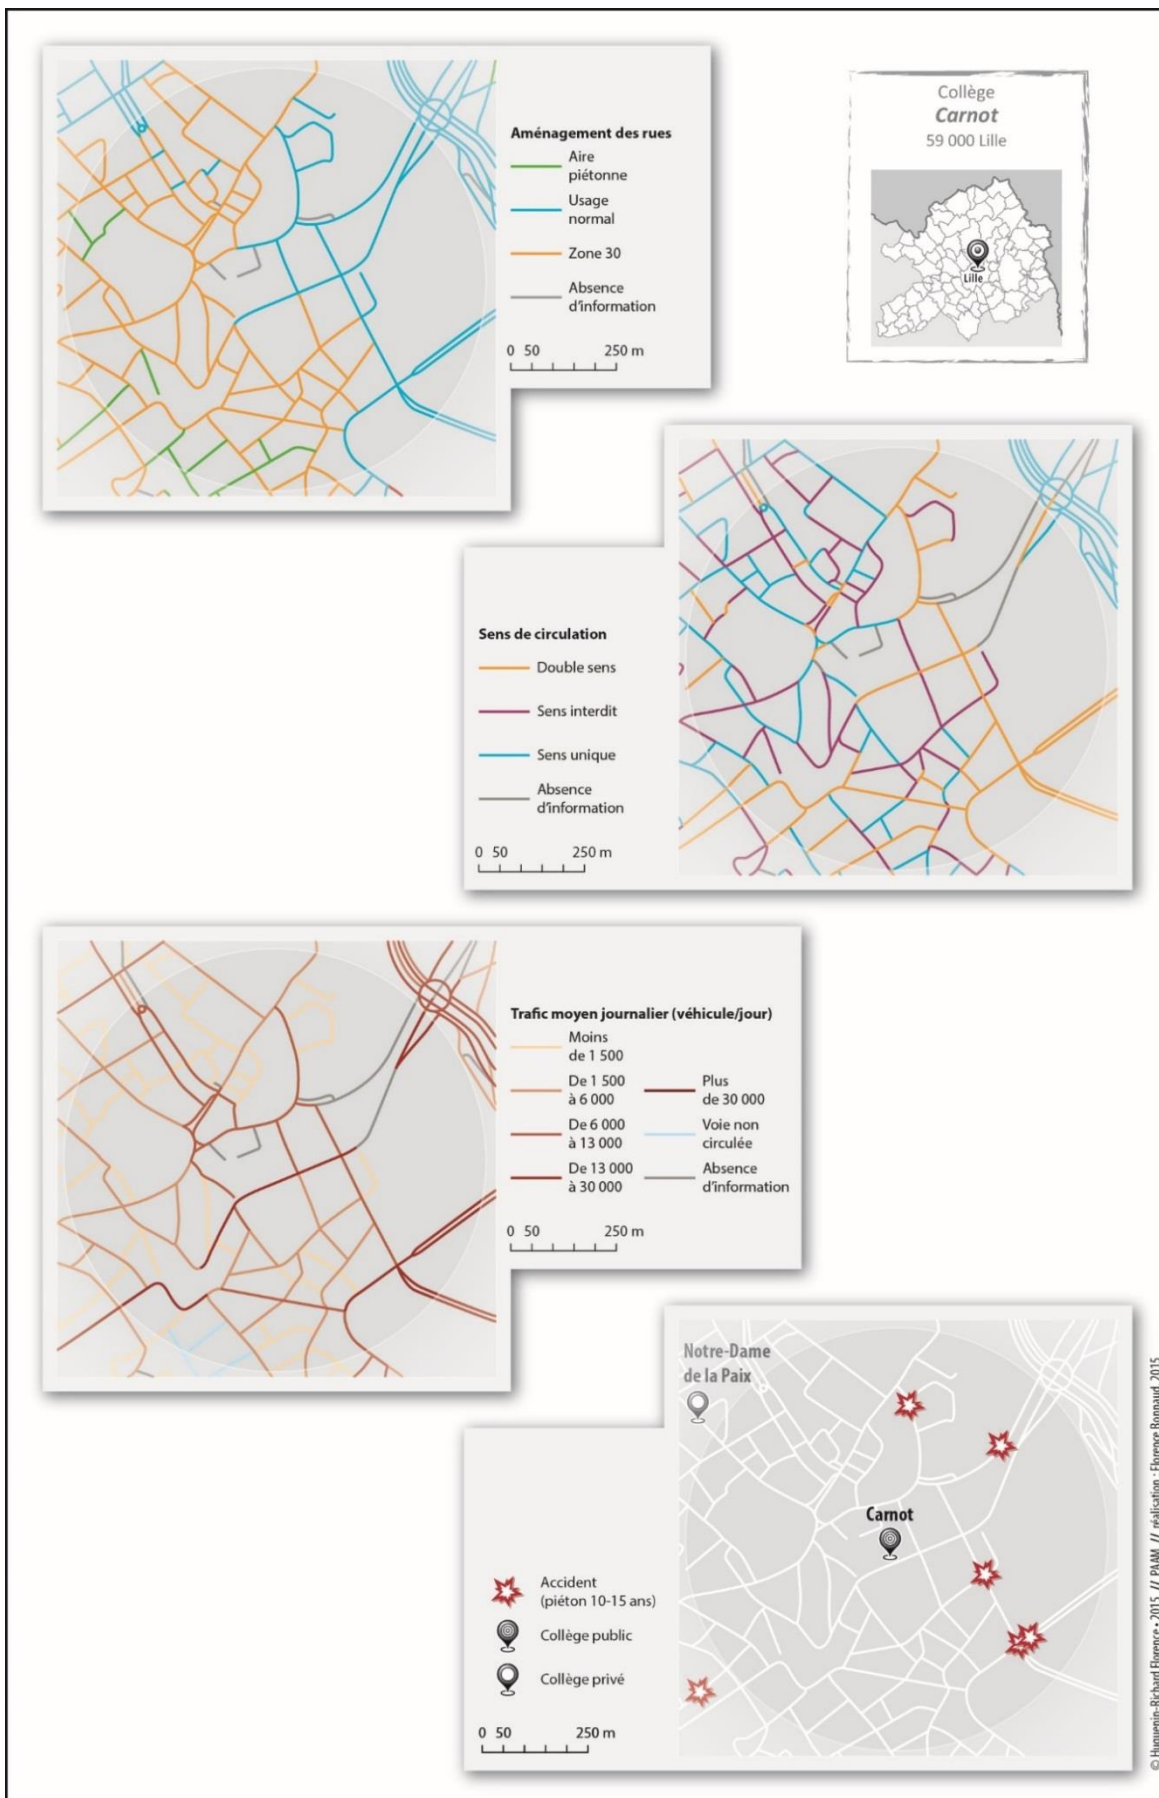 Aménagement des rues
Aire
piétonne
Usage
normal
Zone 30
Absence
d'information
0 50 250 m
Collège
Carnot
59 000 Lille
Lille
Sens de circulation
Double sens
Sens interdit
Sens unique
Absence
d'information
0 50 250 m
Trafic moyen journalier (véhicule/jour)
Moins
de 1 500
De 1 500
à 6 000
De 6 000
à 13 000
De 13 000
à 30 000
Plus
de 30 000
Voie non
circulée
Absence
d'information
0 50 250 m
Notre-Dame
de la Paix
Carnot
Accident
(piéton 10-15 ans)
Collège public
Collège privé
0 50 250 m
© Huguenin-Richard Florence • 2015 // PAAM // réalisation : Florence Bonnaud, 2015